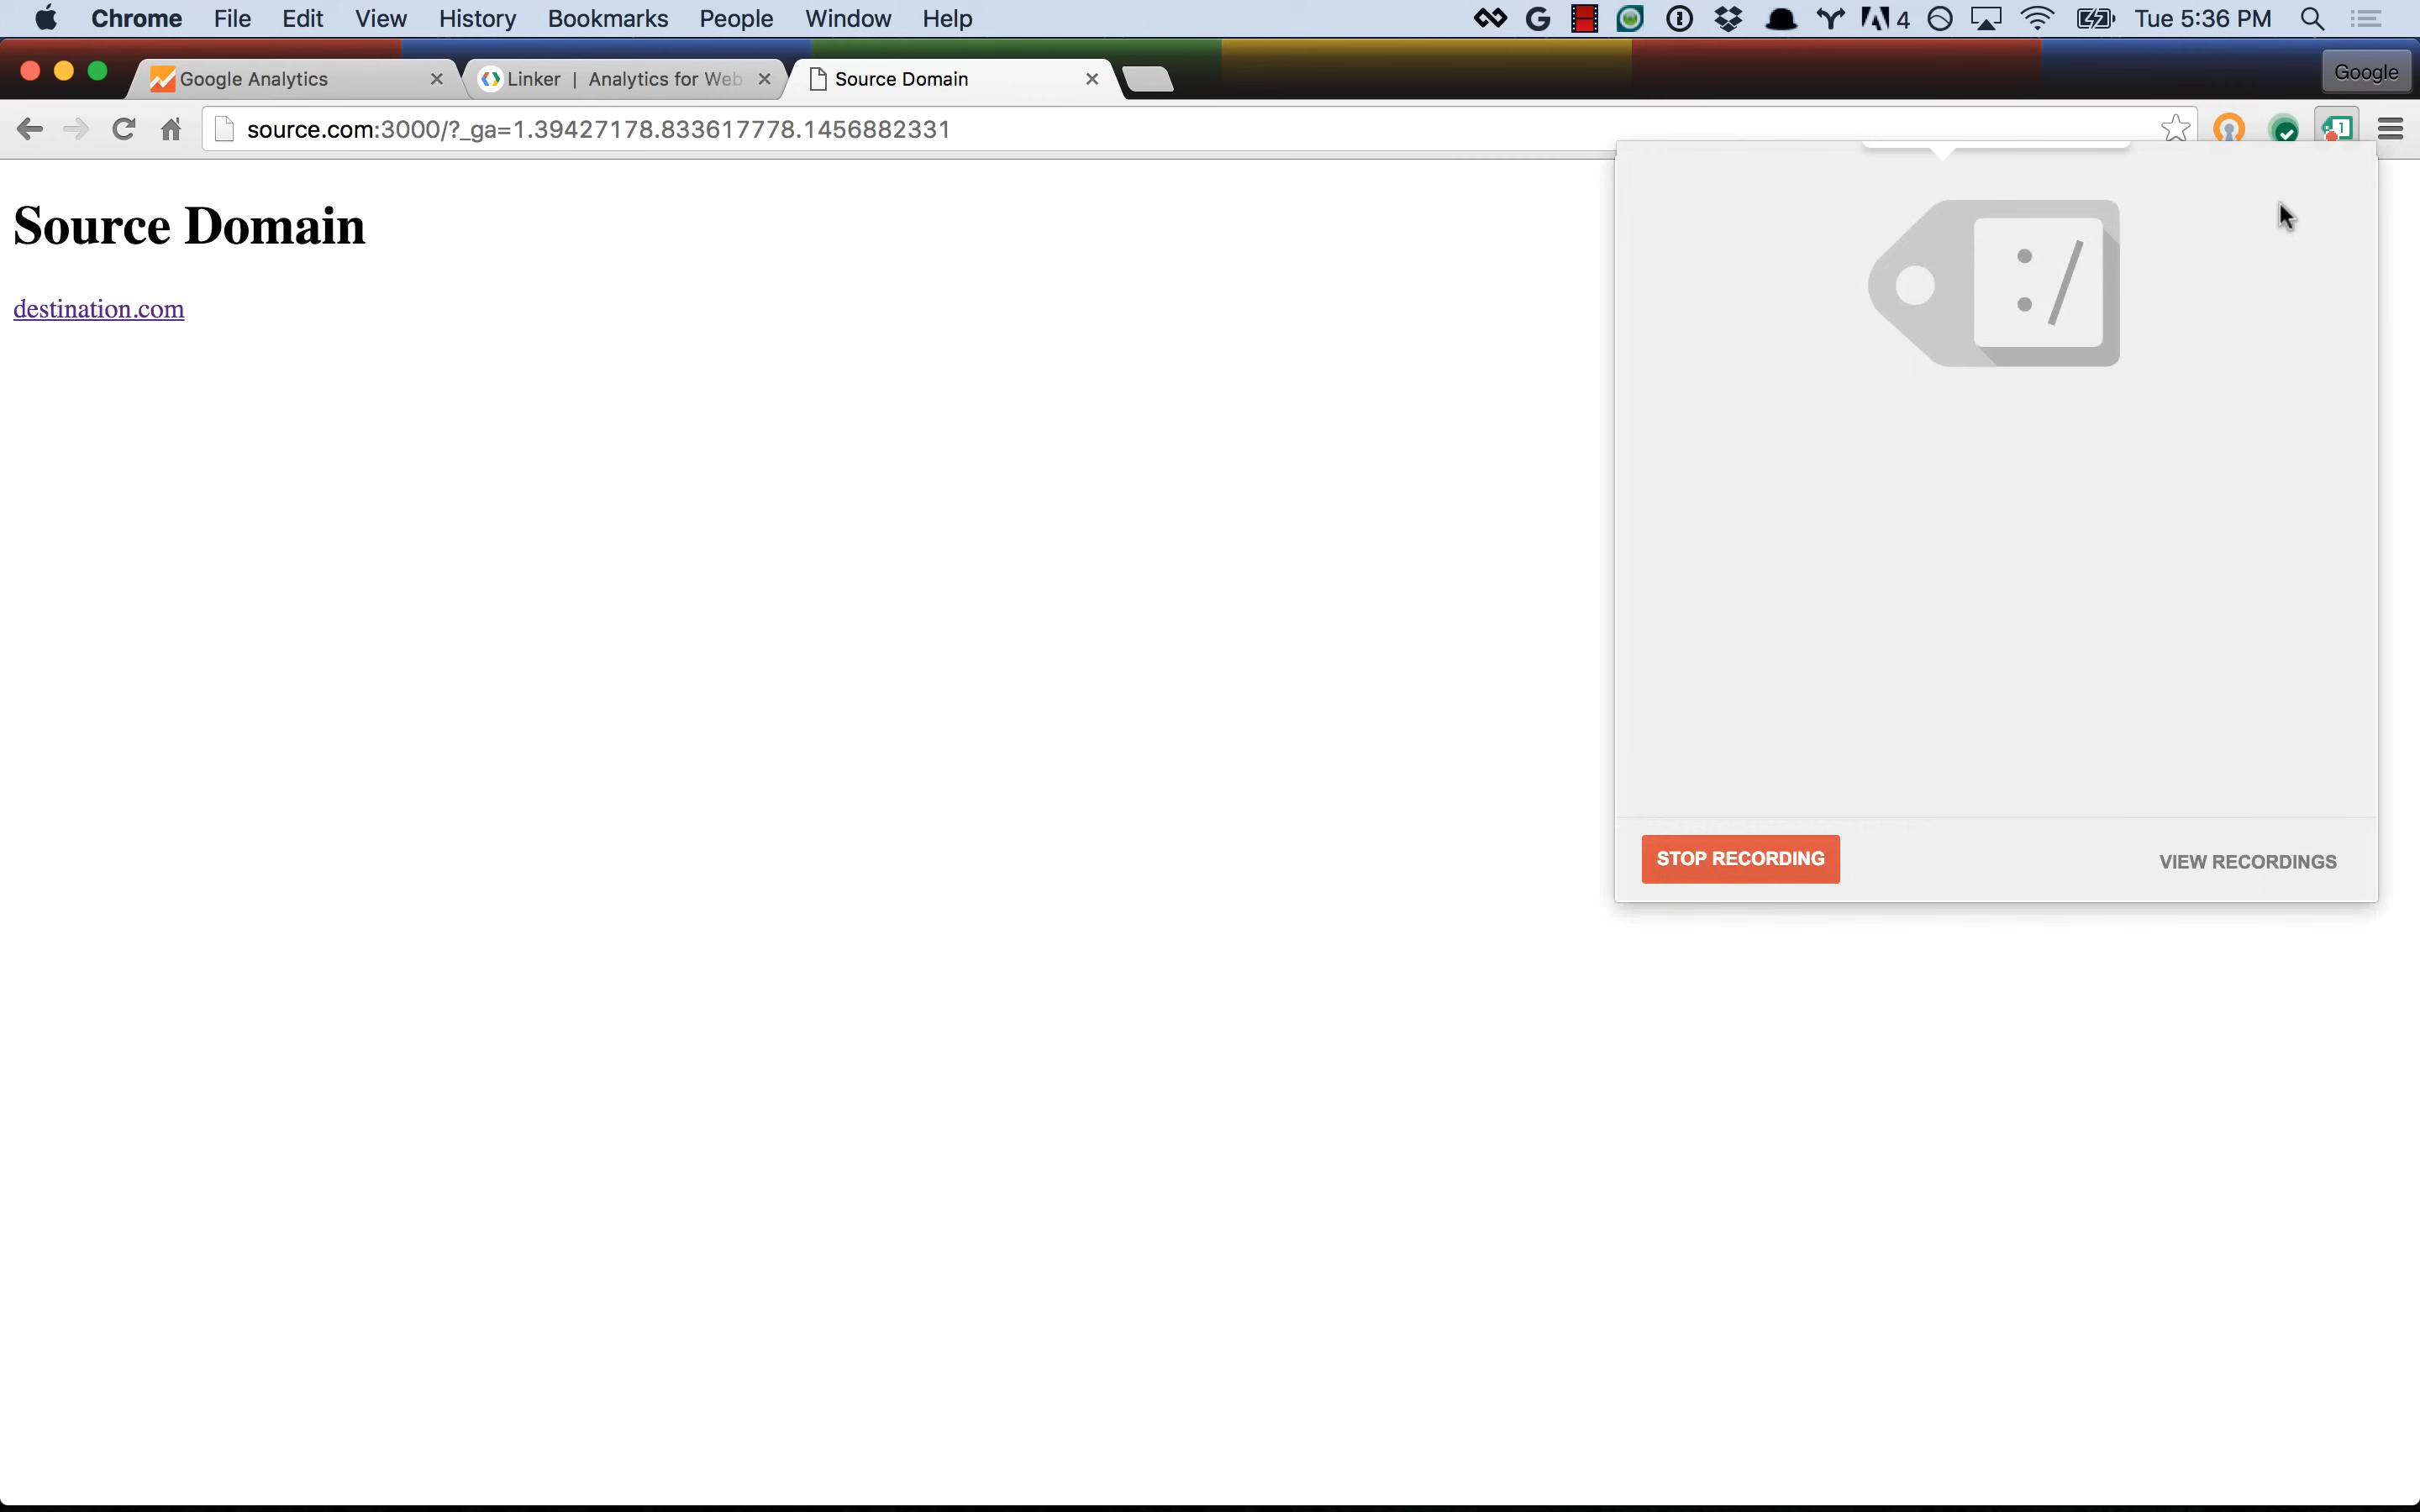 Chrome File Edit View History Bookmarks People Window Help 4 Tue 5:36 PM
Google Analytics Linker | Analytics for Web Source Domain Google
source.com:3000/?_ga=1.39427178.833617778.1456882331 1
Source Domain
destination.com
:/
STOP RECORDING VIEW RECORDINGS